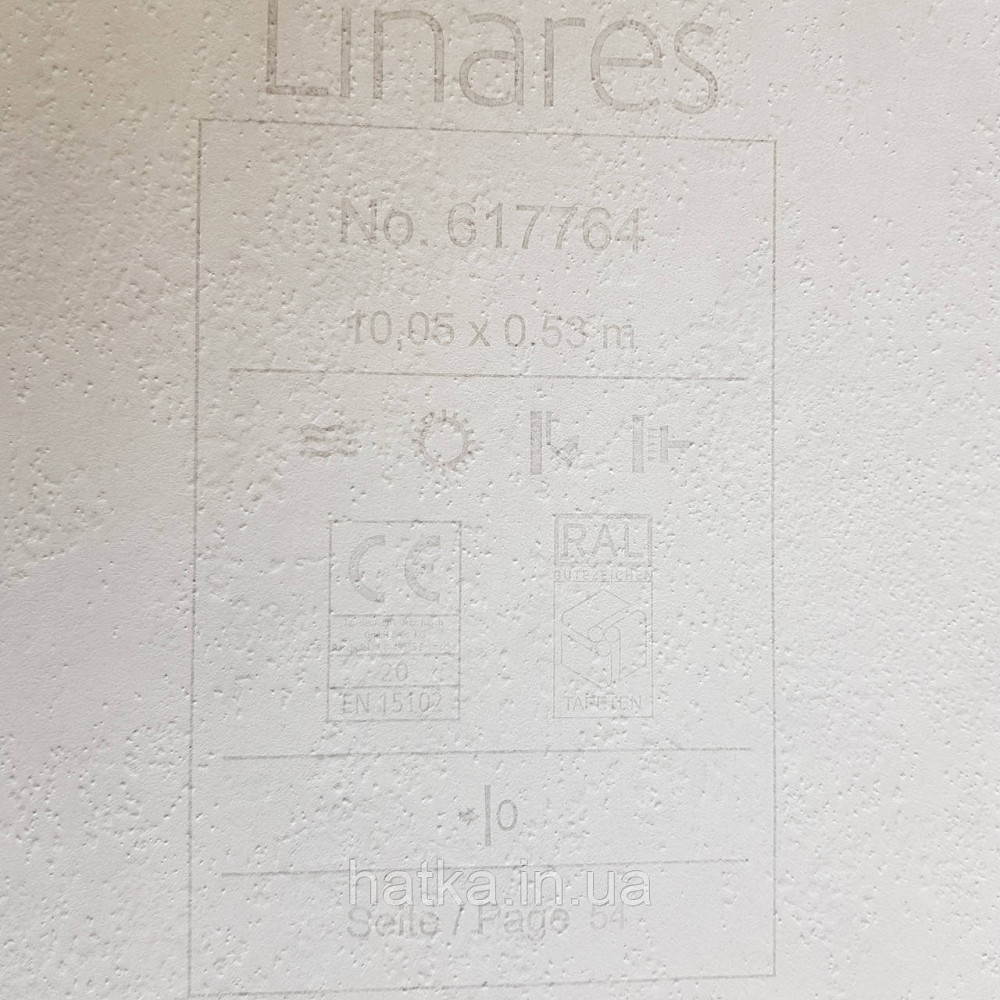 Linares
No. 617764
10,05 x 0.53 m
CE
RAL
GÜTEZEICHEN
20
EN 15102
TAPETEN
0
hatka.in.ua
Seite / Page 54